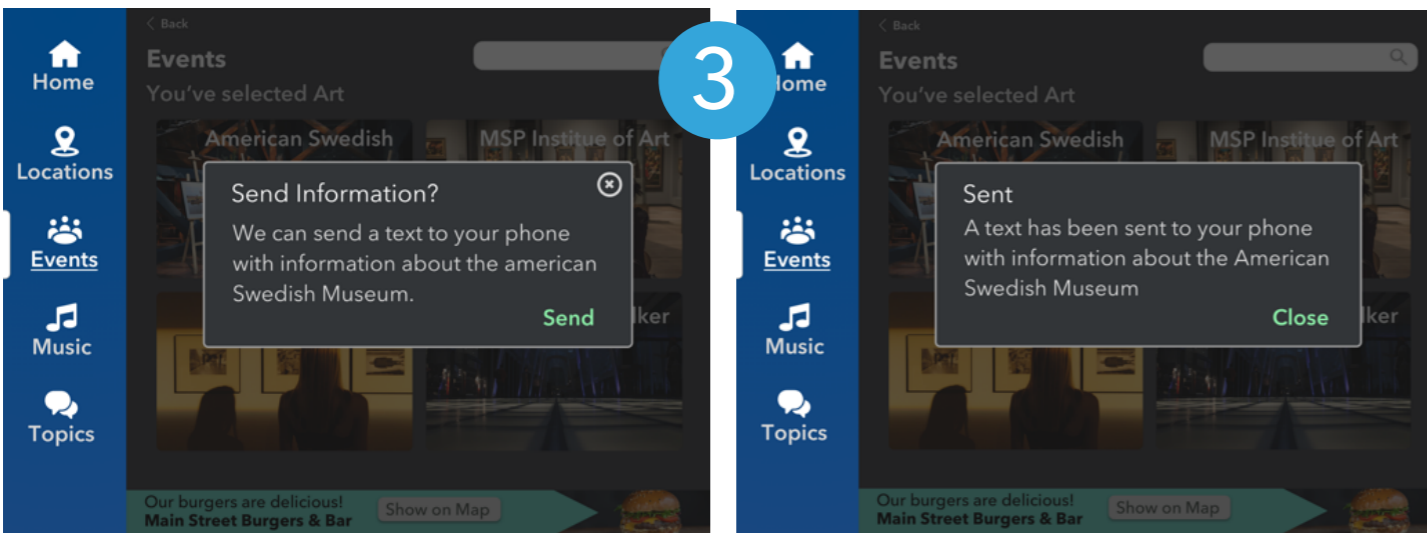 Back
Events
You've selected Art
Home
Locations
Events
Music
Topics
American Swedish
MSP Institue of Art
Send Information?
We can send a text to your phone
with information about the american
Swedish Museum.
Send
lker
Our burgers are delicious!
Main Street Burgers & Bar
Show on Map
3
Back
Events
You've selected Art
ome
Locations
Events
Music
Topics
American Swedish
MSP Institue of Art
Sent
A text has been sent to your phone
with information about the American
Swedish Museum
Close
lker
Our burgers are delicious!
Main Street Burgers & Bar
Show on Map